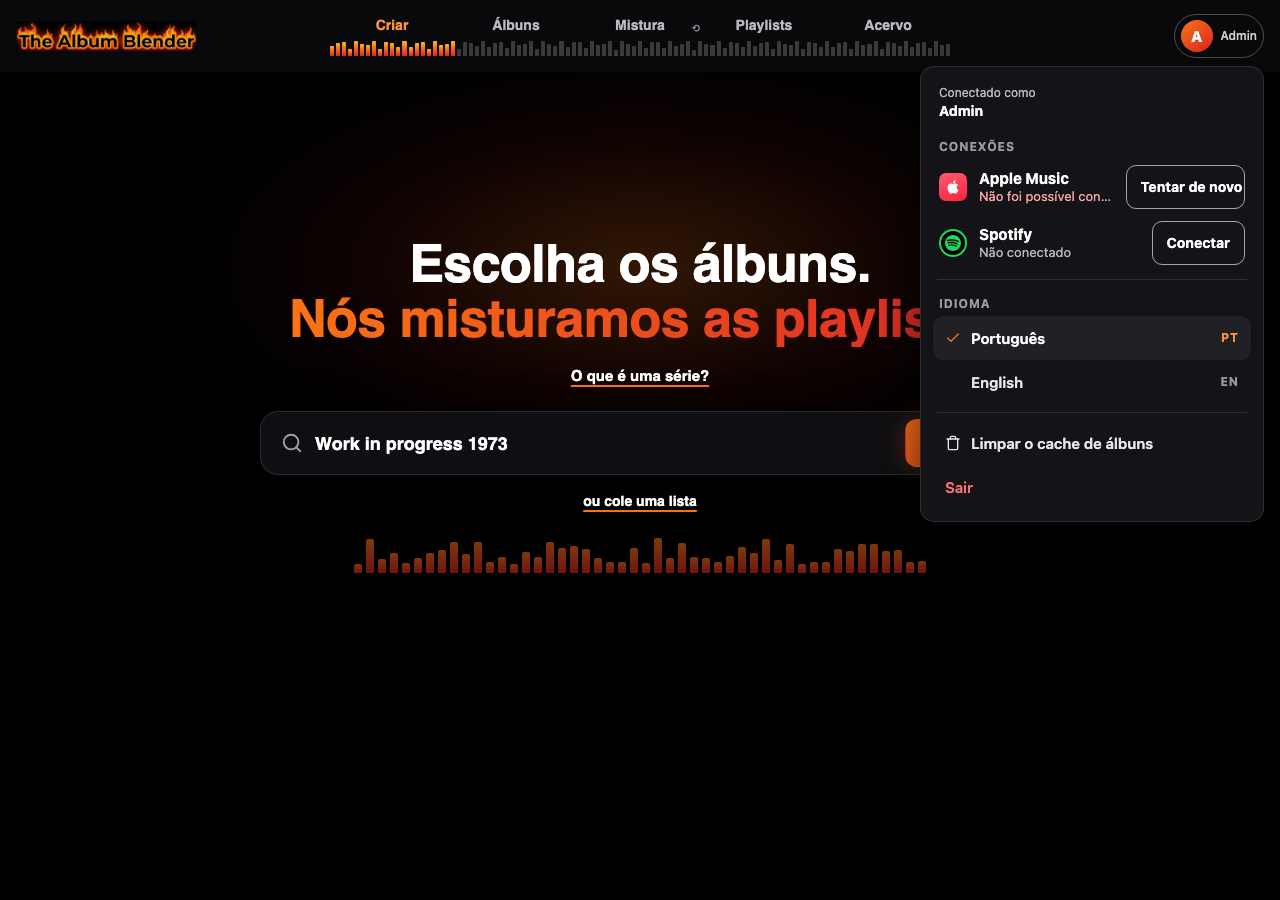 The Album Blender
Criar
Álbuns
Mistura
Playlists
Acervo
A
Admin
Conectado como
Admin
CONEXÕES
Apple Music
Não foi possível con...
Tentar de novo
Spotify
Não conectado
Conectar
IDIOMA
Português
PT
English
EN
Limpar o cache de álbuns
Sair
Escolha os álbuns.
Nós misturamos as playlis
O que é uma série?
Work in progress 1973
ou cole uma lista